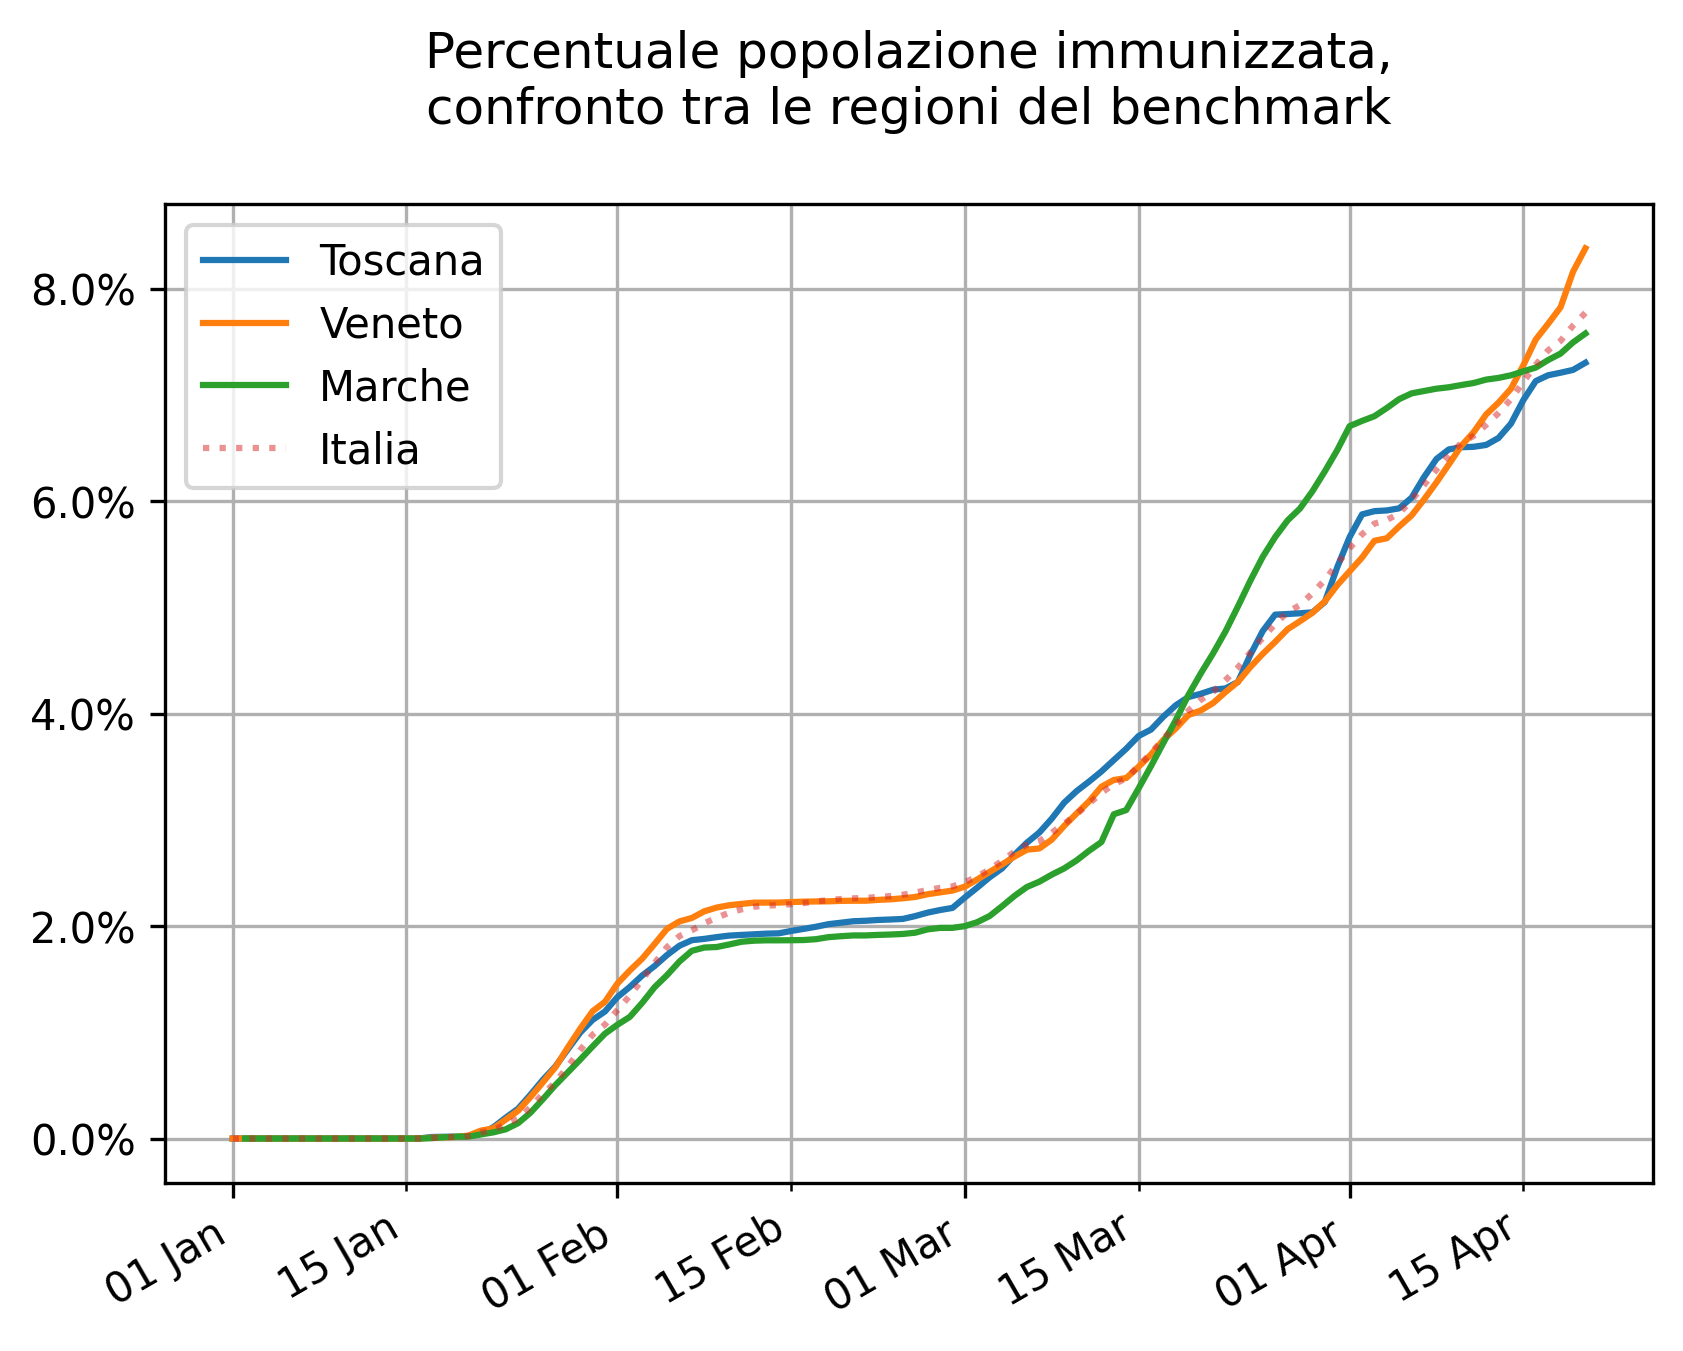 Percentuale popolazione immunizzata,
confronto tra le regioni del benchmark
Toscana
Veneto
Marche
Italia
8.0%
6.0%
4.0%
2.0%
0.0%
01 Jan
15 Jan
01 Feb
15 Feb
01 Mar
15 Mar
01 Apr
15 Apr